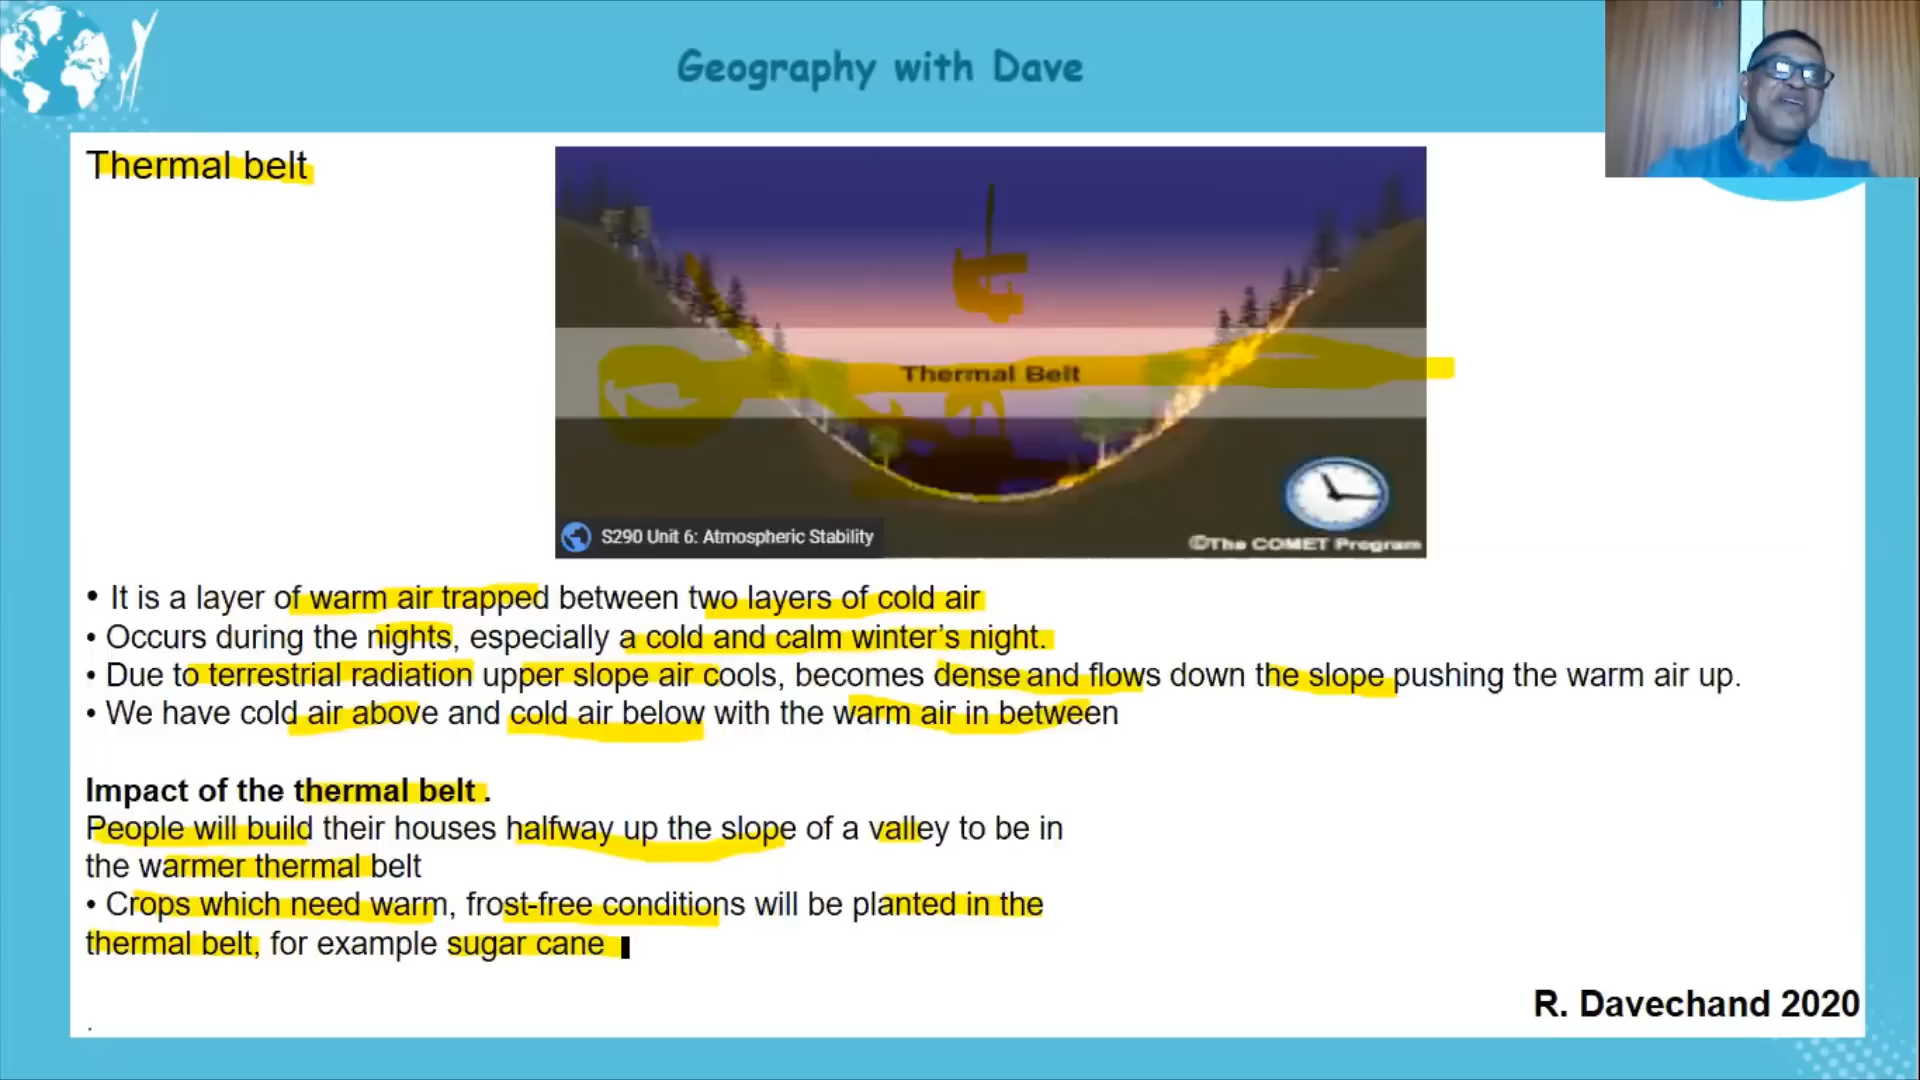 Geography with Dave
Thermal belt
Thermal Belt
S290 Unit 6: Atmospheric Stability
©The COMET Program
• It is a layer of warm air trapped between two layers of cold air
• Occurs during the nights, especially a cold and calm winter's night.
• Due to terrestrial radiation upper slope air cools, becomes dense and flows down the slope pushing the warm air up.
• We have cold air above and cold air below with the warm air in between
Impact of the thermal belt .
People will build their houses halfway up the slope of a valley to be in
the warmer thermal belt
• Crops which need warm, frost-free conditions will be planted in the
thermal belt, for example sugar cane
.
R. Davechand 2020